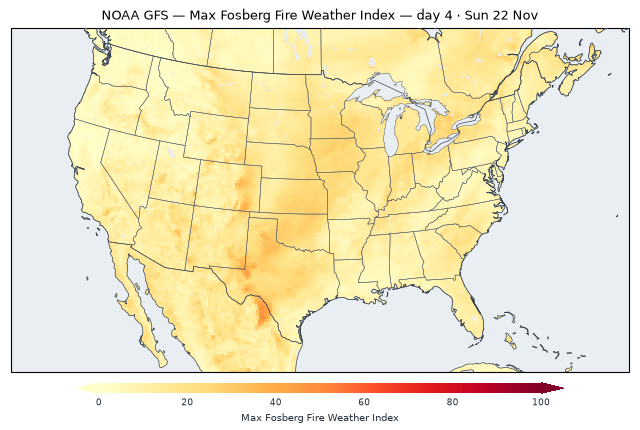 NOAA GFS — Max Fosberg Fire Weather Index — day 4 · Sun 22 Nov
0 20 40 60 80 100
Max Fosberg Fire Weather Index